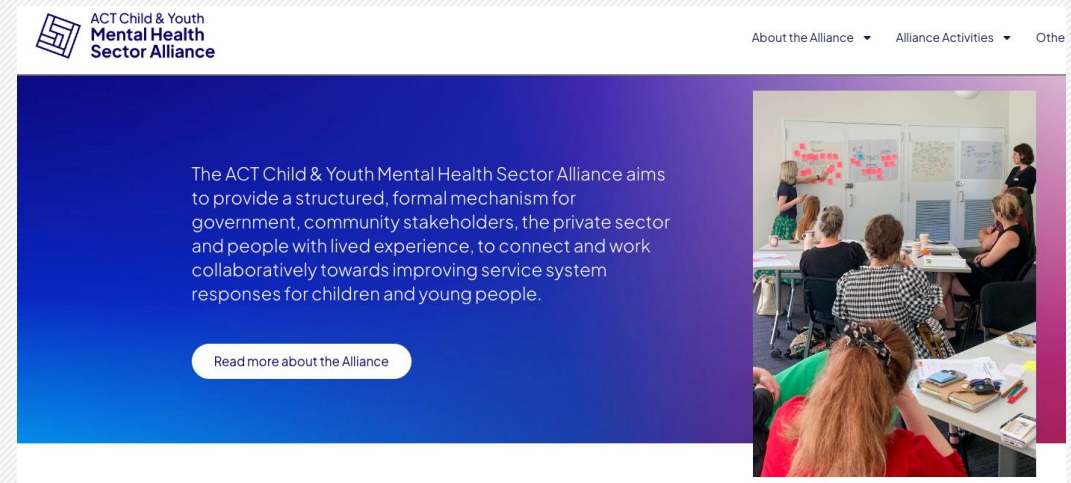 ACT Child & Youth
Mental Health
Sector Alliance
About the Alliance
Alliance Activities
Othe
The ACT Child & Youth Mental Health Sector Alliance aims
to provide a structured, formal mechanism for
government, community stakeholders, the private sector
and people with lived experience, to connect and work
collaboratively towards improving service system
responses for children and young people.
Read more about the Alliance